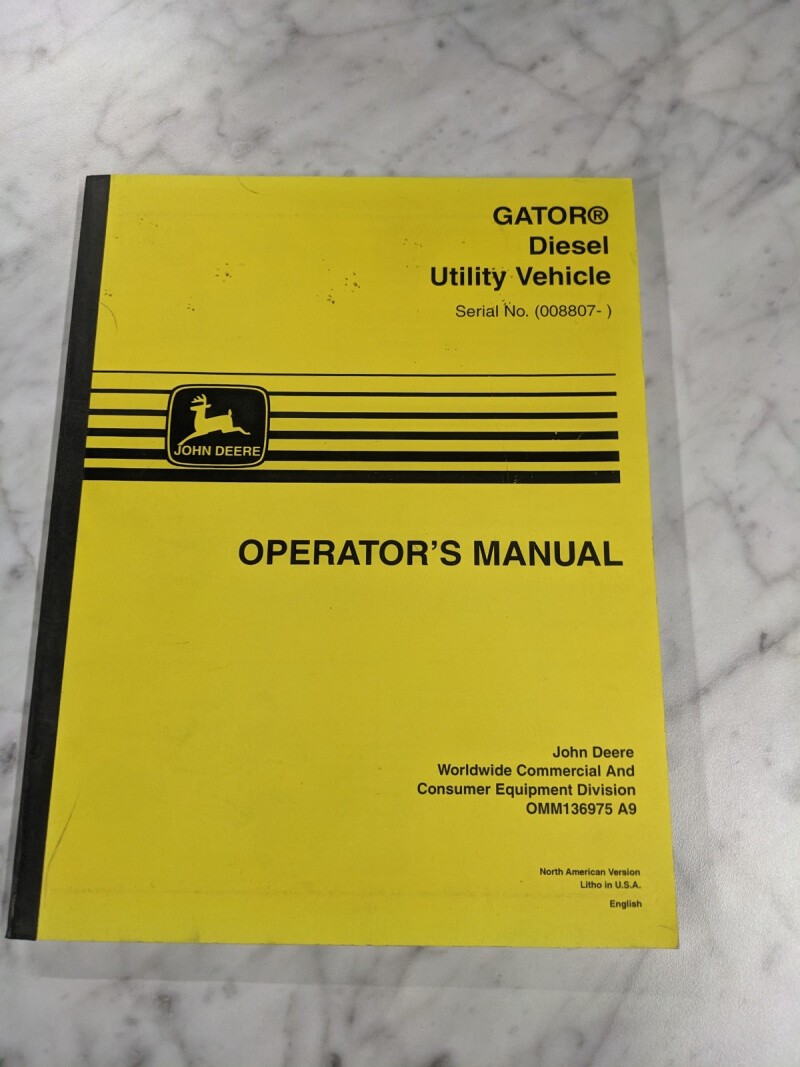 GATOR®
Diesel
Utility Vehicle
Serial No. (008807- )
JOHN DEERE
OPERATOR’S MANUAL
John Deere
Worldwide Commercial And
Consumer Equipment Division
OMM136975 A9
North American Version
Litho in U.S.A.
English